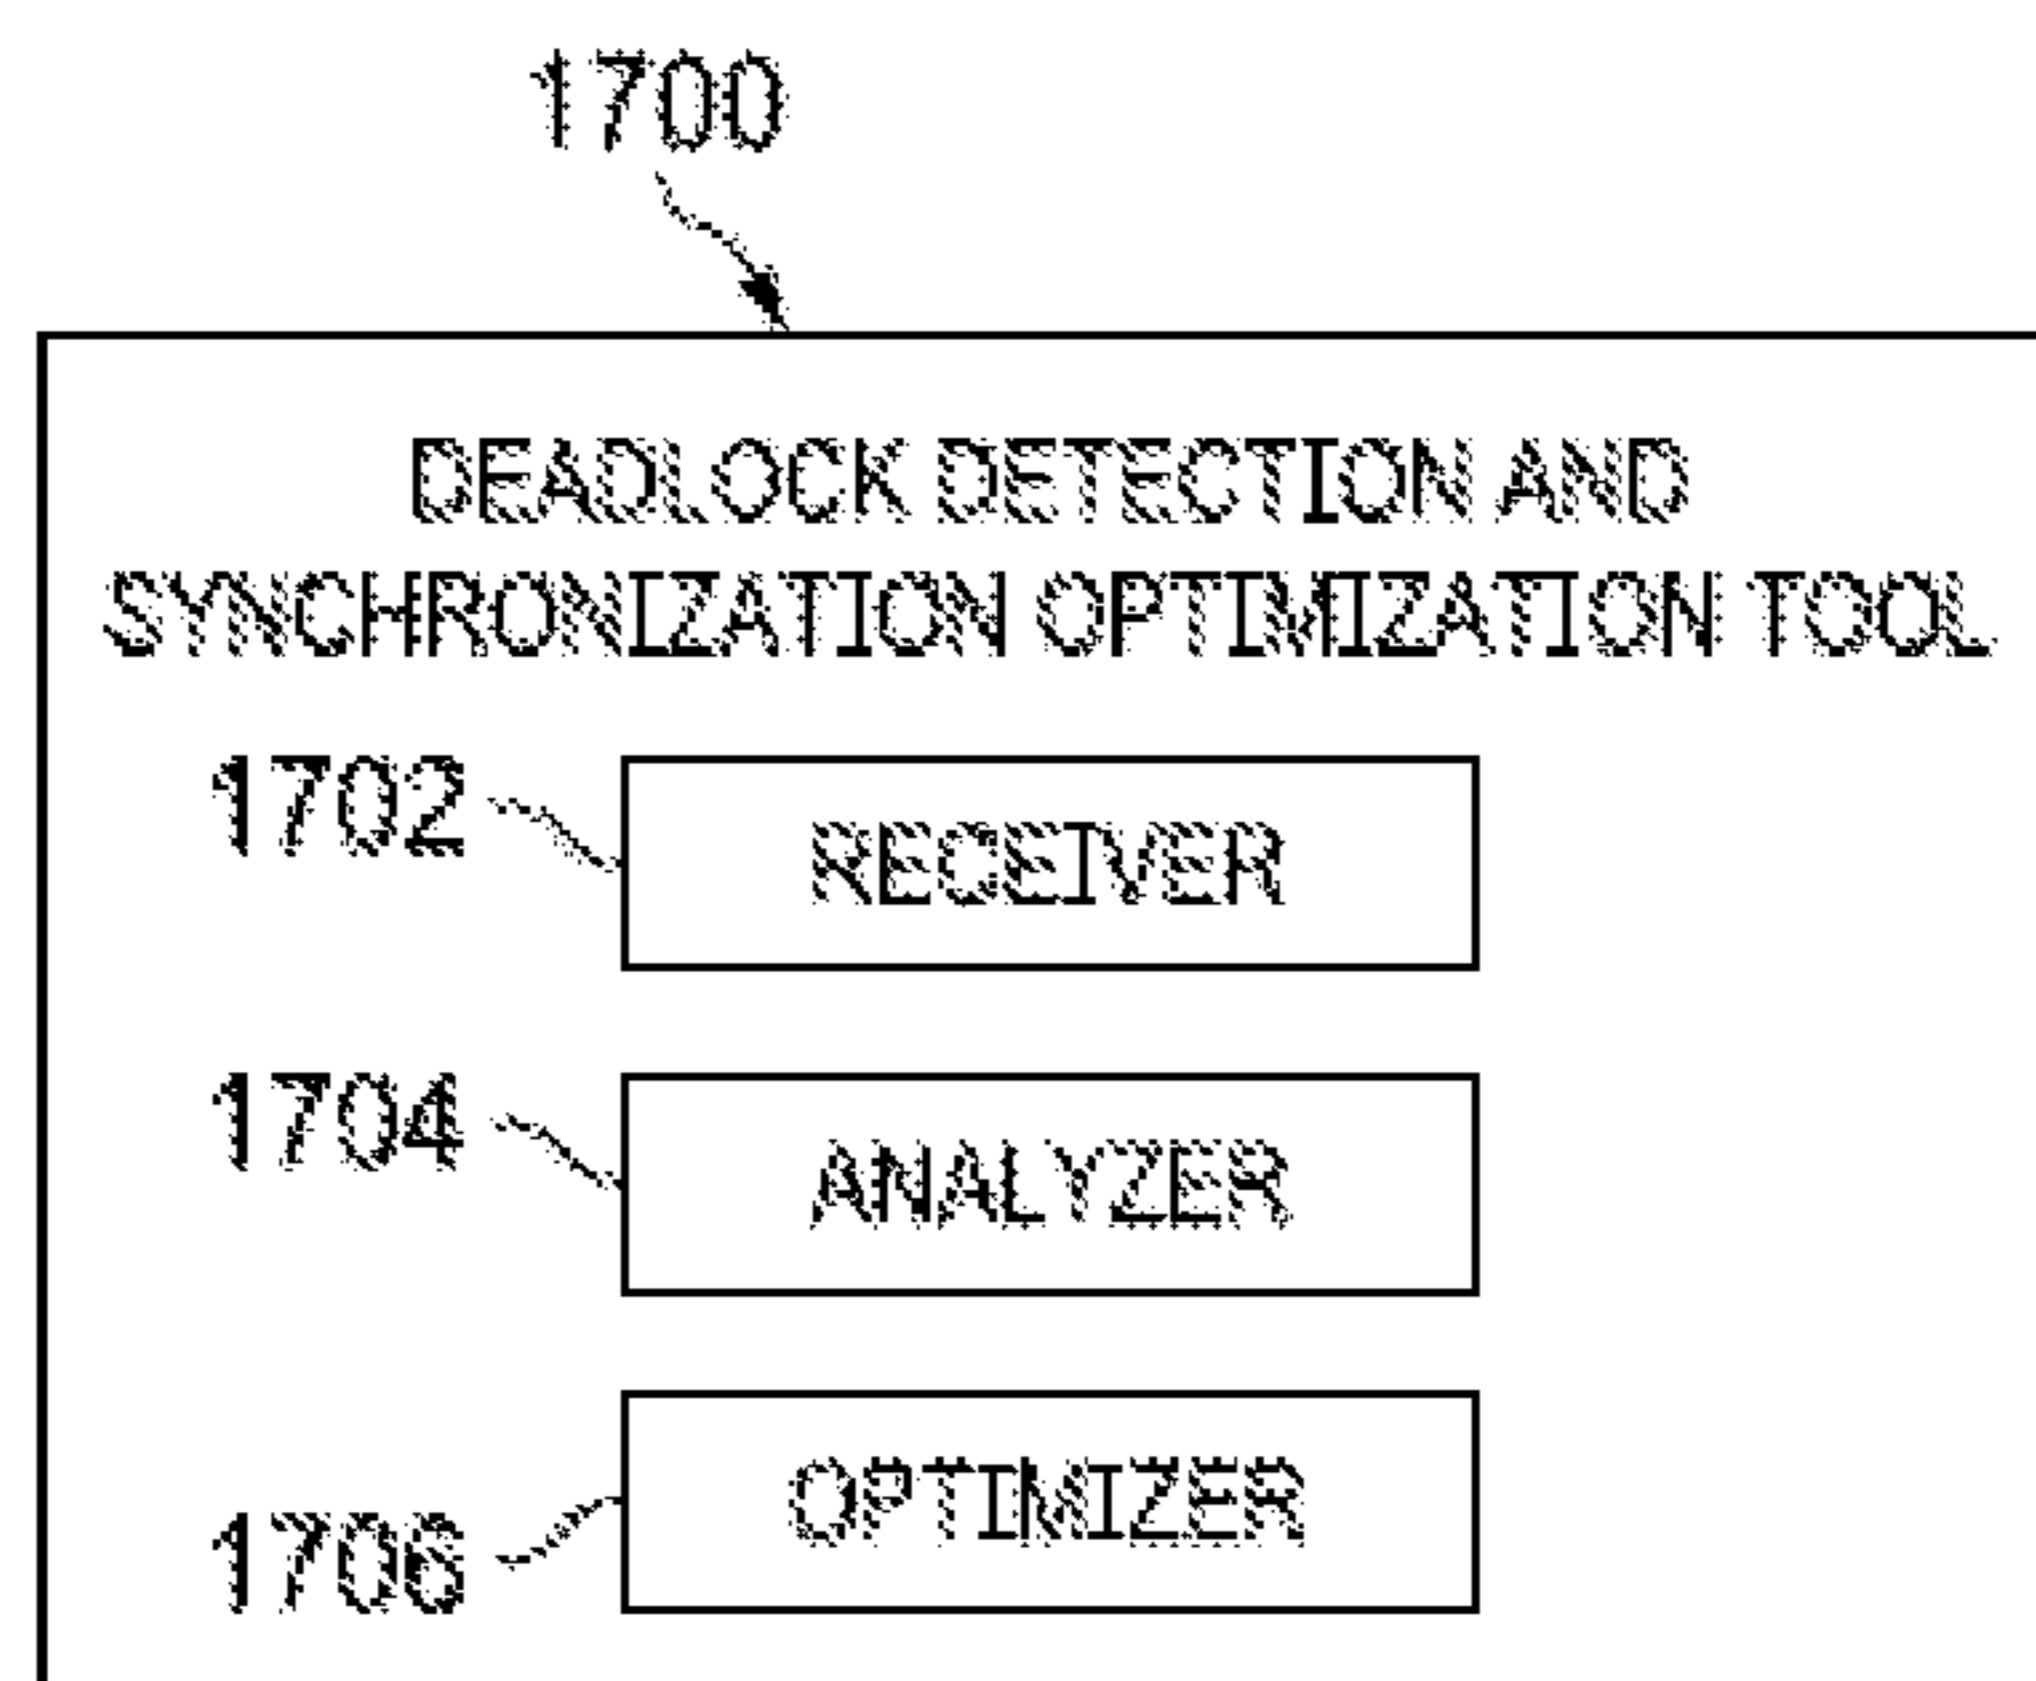 1700
DEADLOCK DETECTION AND
SYNCHRONIZATION OPTIMIZATION TOOL
1702
RECEIVER
1704
ANALYZER
OPTIMIZER
1706